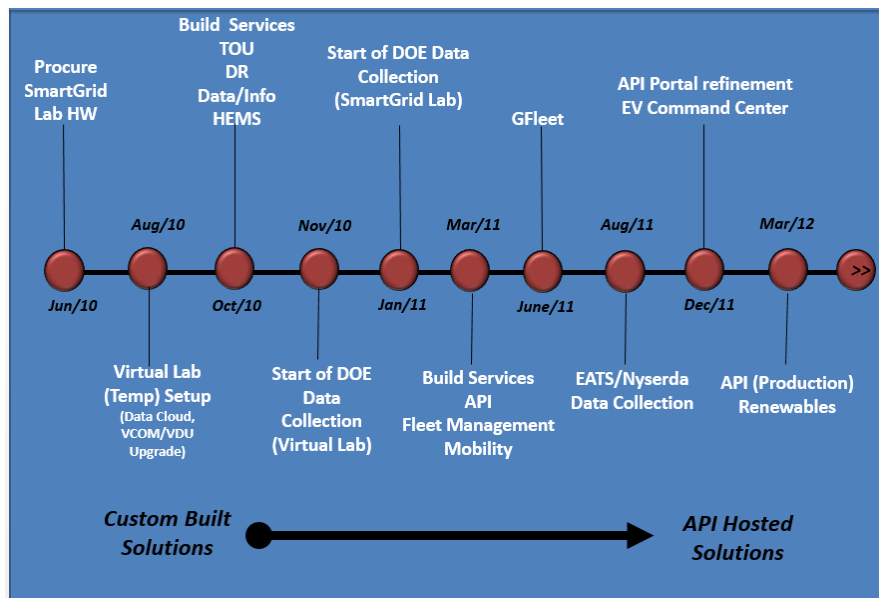 Procure
SmartGrid
Lab HW
Build Services
TOU
DR
Data/Info
HEMS
Start of DOE Data
Collection
(SmartGrid Lab)
GFleet
API Portal refinement
EV Command Center
Aug/10
Nov/10
Mar/11
Aug/11
Mar/12
>>
Jun/10
Oct/10
Jan/11
June/11
Dec/11
Virtual Lab
(Temp) Setup
(Data Cloud,
VCOM/VDU
Upgrade)
Start of DOE
Data
Collection
(Virtual Lab)
Build Services
API
Fleet Management
Mobility
EATS/Nyserda
Data Collection
API (Production)
Renewables
Custom Built
Solutions
API Hosted
Solutions